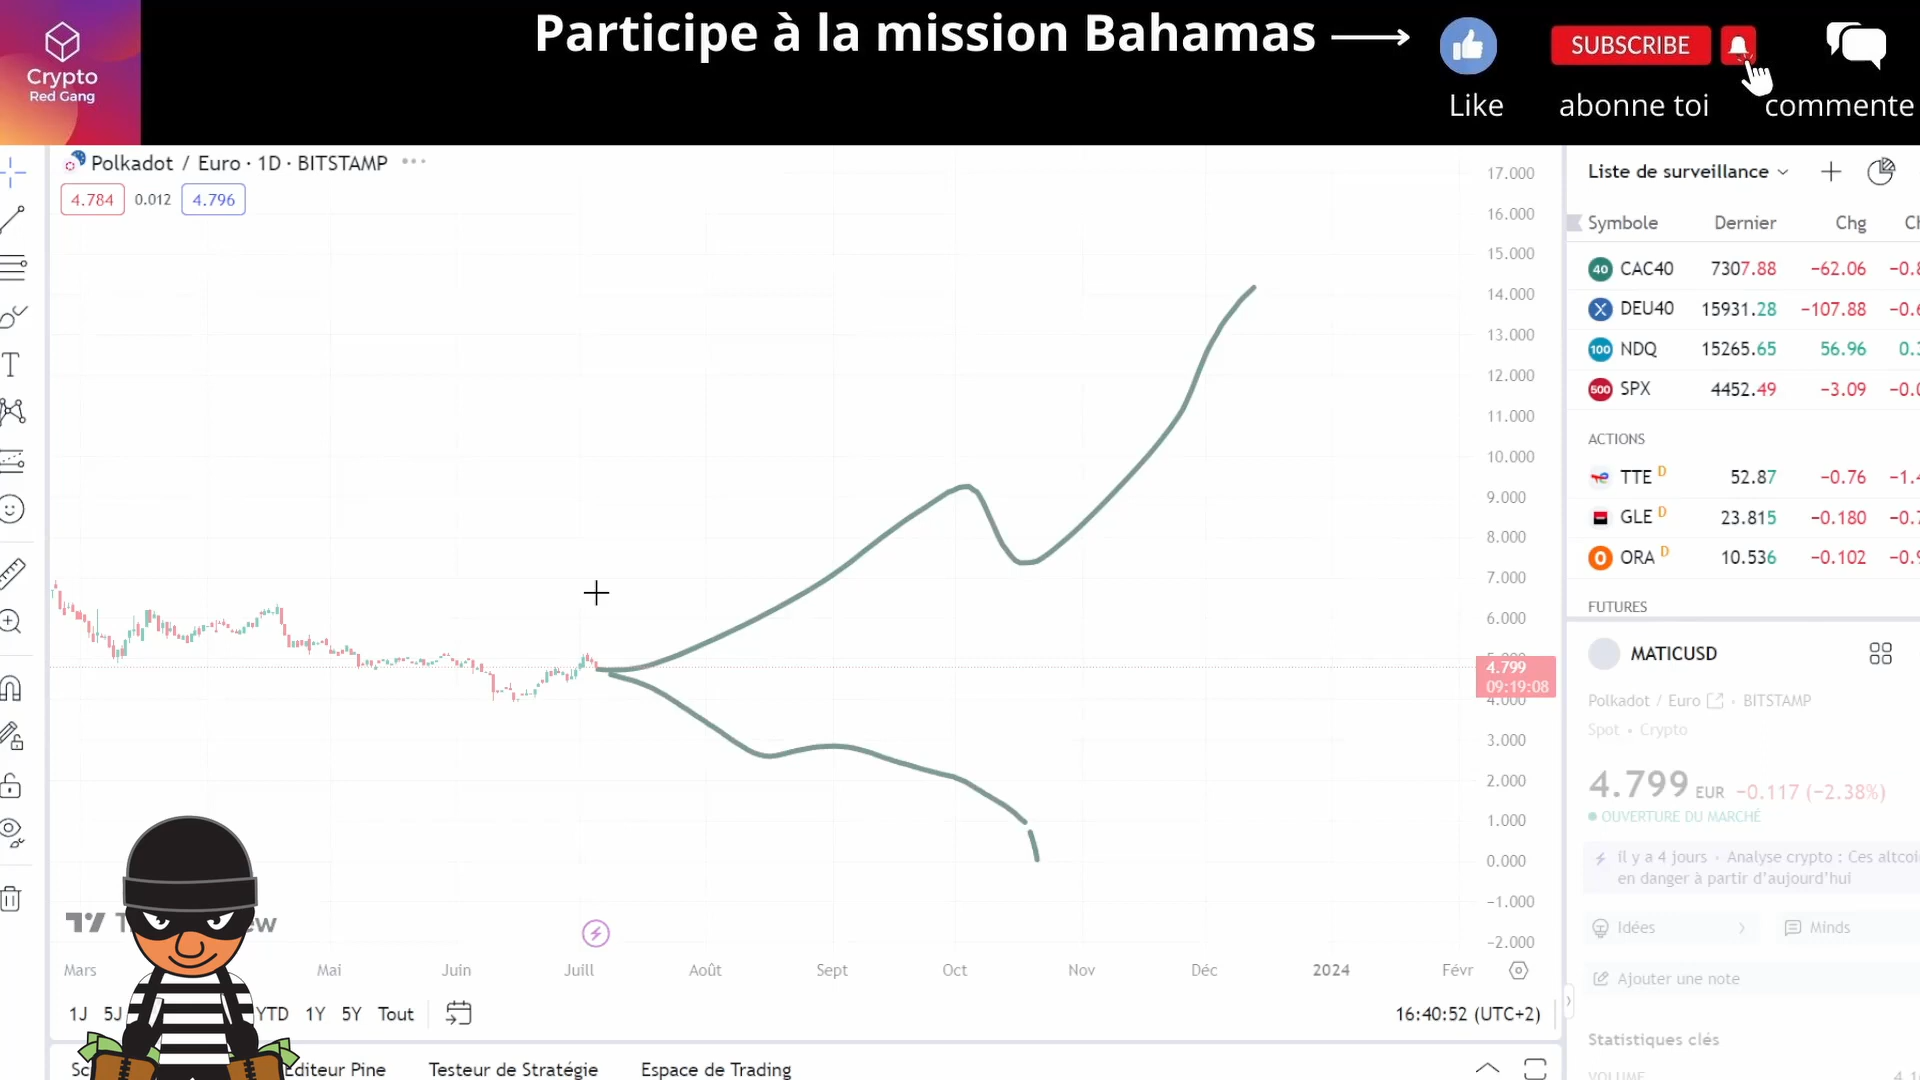 Participe à la mission Bahamas
Crypto
Red Gang
SUBSCRIBE
Like
abonne toi
commente
Polkadot / Euro · 1D · BITSTAMP
4.784
0.012
4.796
17.000
16.000
15.000
14.000
13.000
12.000
11.000
10.000
9.000
8.000
7.000
6.000
4.799
09:19:08
4.000
3.000
2.000
1.000
0.000
−1.000
−2.000
Mars
Mai
Juin
Juill
Août
Sept
Oct
Nov
Déc
2024
Févr
1J
5J
YTD
1Y
5Y
Tout
16:40:52 (UTC+2)
Éditeur Pine
Testeur de Stratégie
Espace de Trading
Liste de surveillance
Symbole Dernier Chg
40 CAC40 7307.88 −62.06
DEU40 15931.28 −107.88
100 NDQ 15265.65 56.96
500 SPX 4452.49 −3.09
ACTIONS
TTE D 52.87 −0.76
GLE D 23.815 −0.180
ORA D 10.536 −0.102
FUTURES
MATICUSD
Polkadot / Euro · BITSTAMP
Spot • Crypto
4.799 EUR −0.117 (−2.38%)
OUVERTURE DU MARCHÉ
il y a 4 jours · Analyse crypto : Ces altcoi
en danger à partir d'aujourd'hui
Idées
Minds
Ajouter une note
Statistiques clés